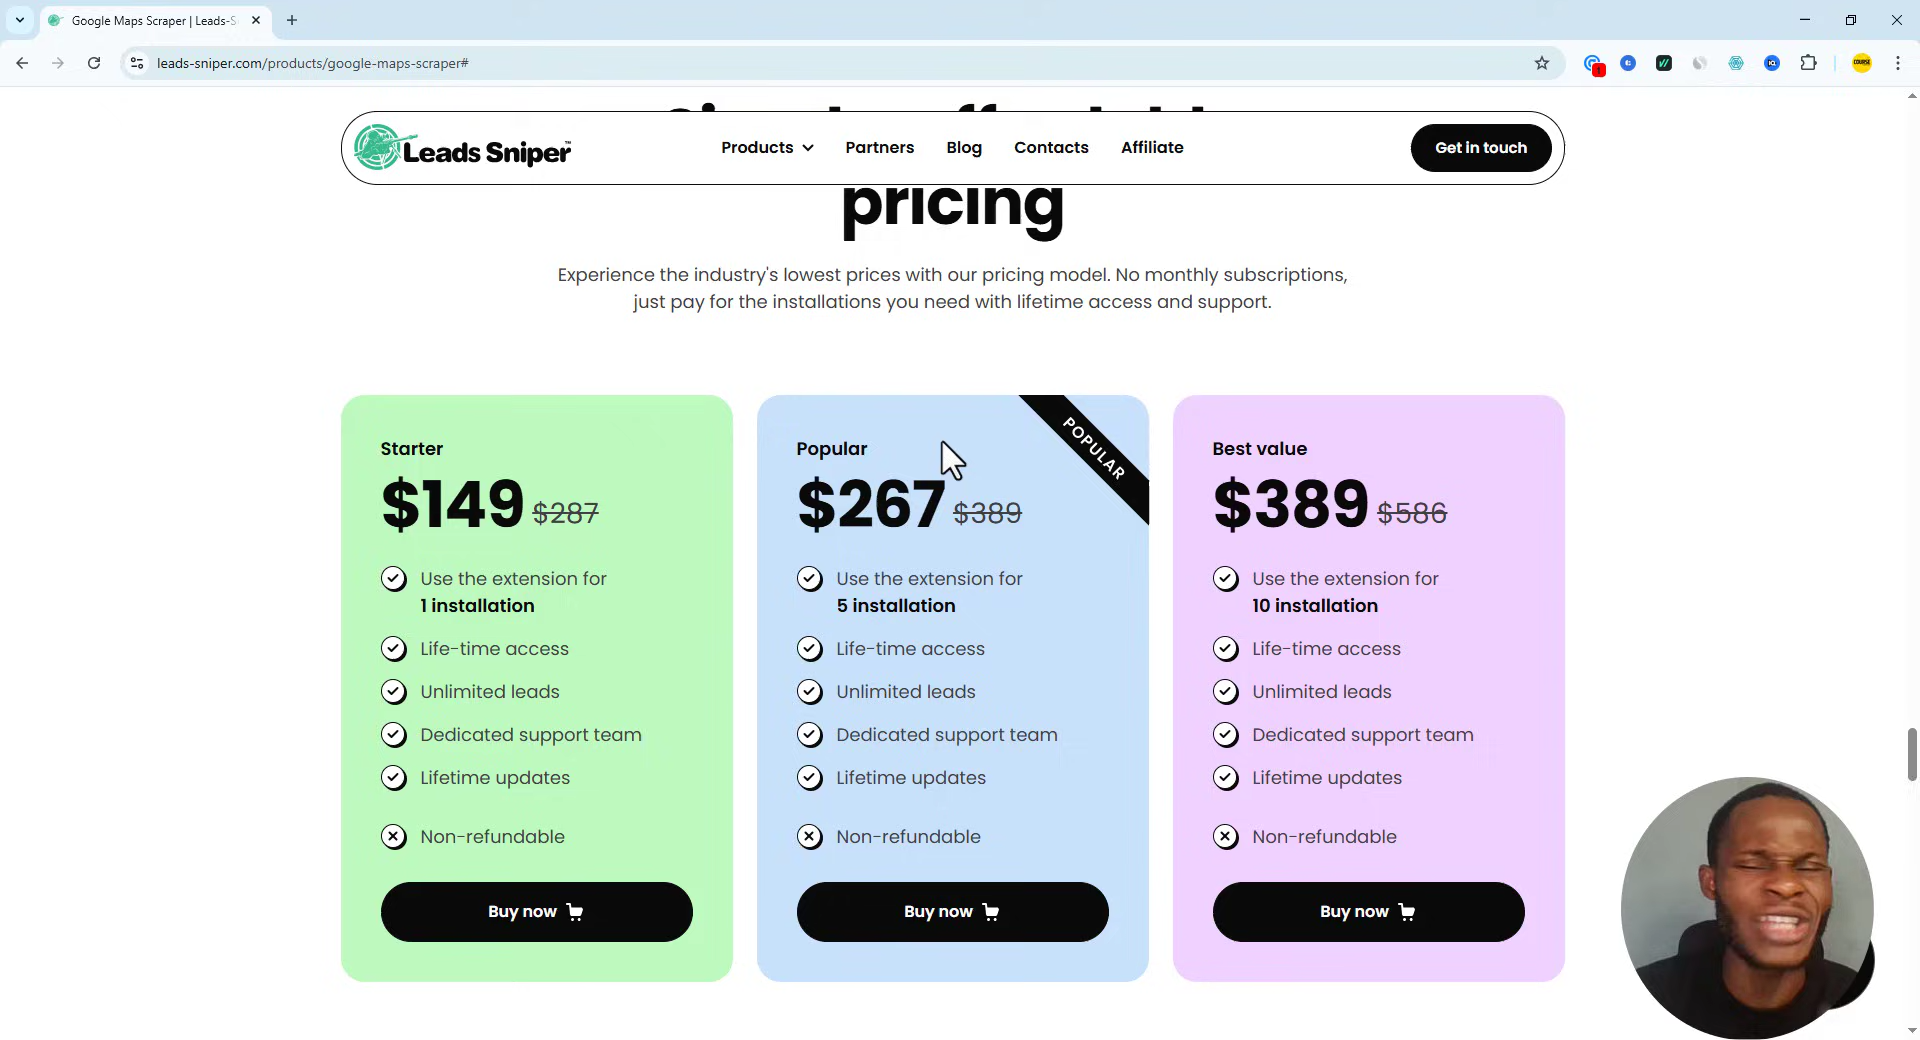 Google Maps Scraper | Leads-S
leads-sniper.com/products/google-maps-scraper#
Leads Sniper™
Products
Partners
Blog
Contacts
Affiliate
Get in touch
pricing
Experience the industry's lowest prices with our pricing model. No monthly subscriptions,
just pay for the installations you need with lifetime access and support.
Starter
$149 $287
Use the extension for
1 installation
Life-time access
Unlimited leads
Dedicated support team
Lifetime updates
Non-refundable
Buy now
POPULAR
Popular
$267 $389
Use the extension for
5 installation
Life-time access
Unlimited leads
Dedicated support team
Lifetime updates
Non-refundable
Buy now
Best value
$389 $586
Use the extension for
10 installation
Life-time access
Unlimited leads
Dedicated support team
Lifetime updates
Non-refundable
Buy now